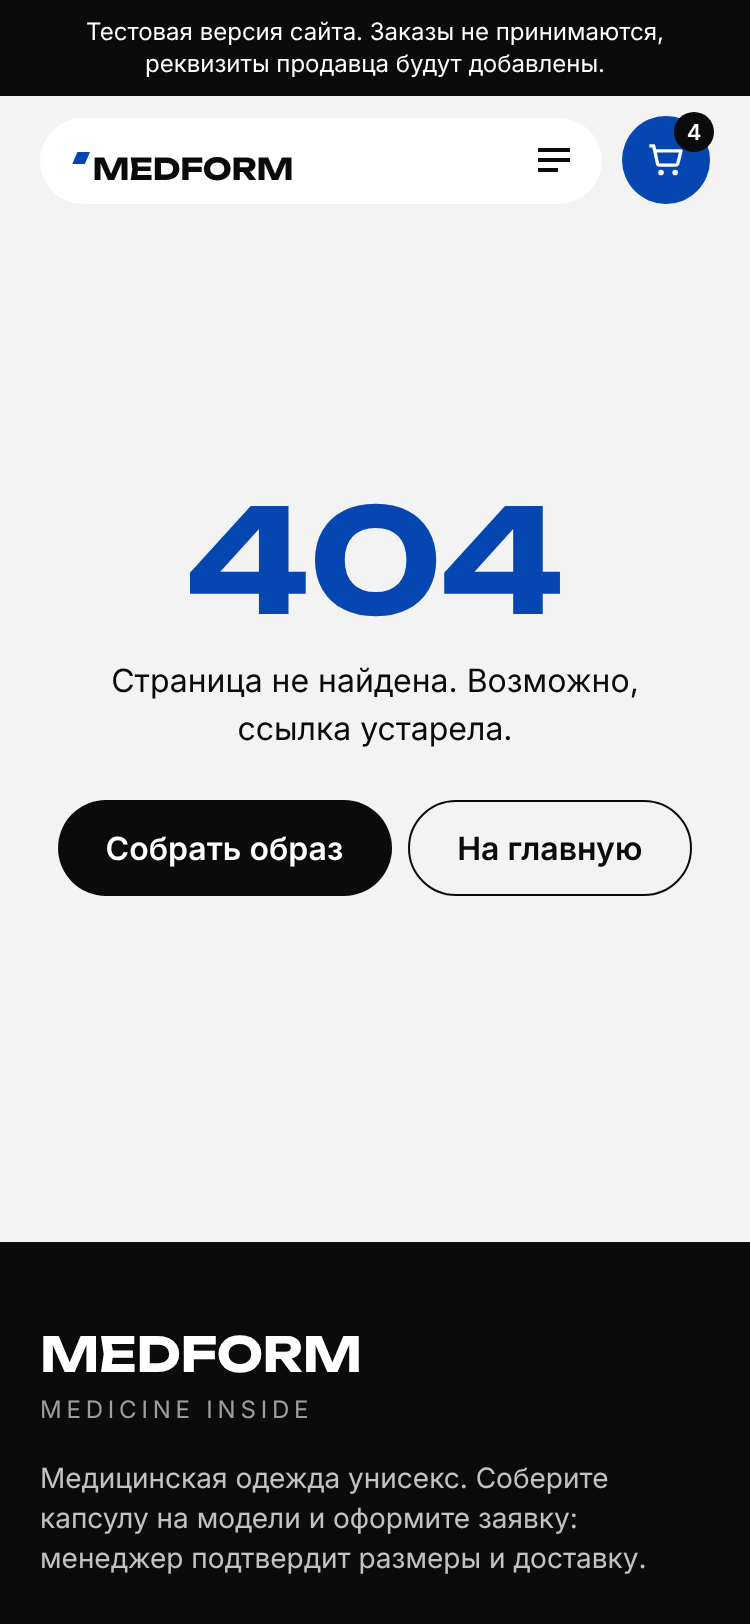 Тестовая версия сайта. Заказы не принимаются,
реквизиты продавца будут добавлены.
MEDFORM
4
404
Страница не найдена. Возможно,
ссылка устарела.
Собрать образ
На главную
MEDFORM
MEDICINE INSIDE
Медицинская одежда унисекс. Соберите
капсулу на модели и оформите заявку:
менеджер подтвердит размеры и доставку.